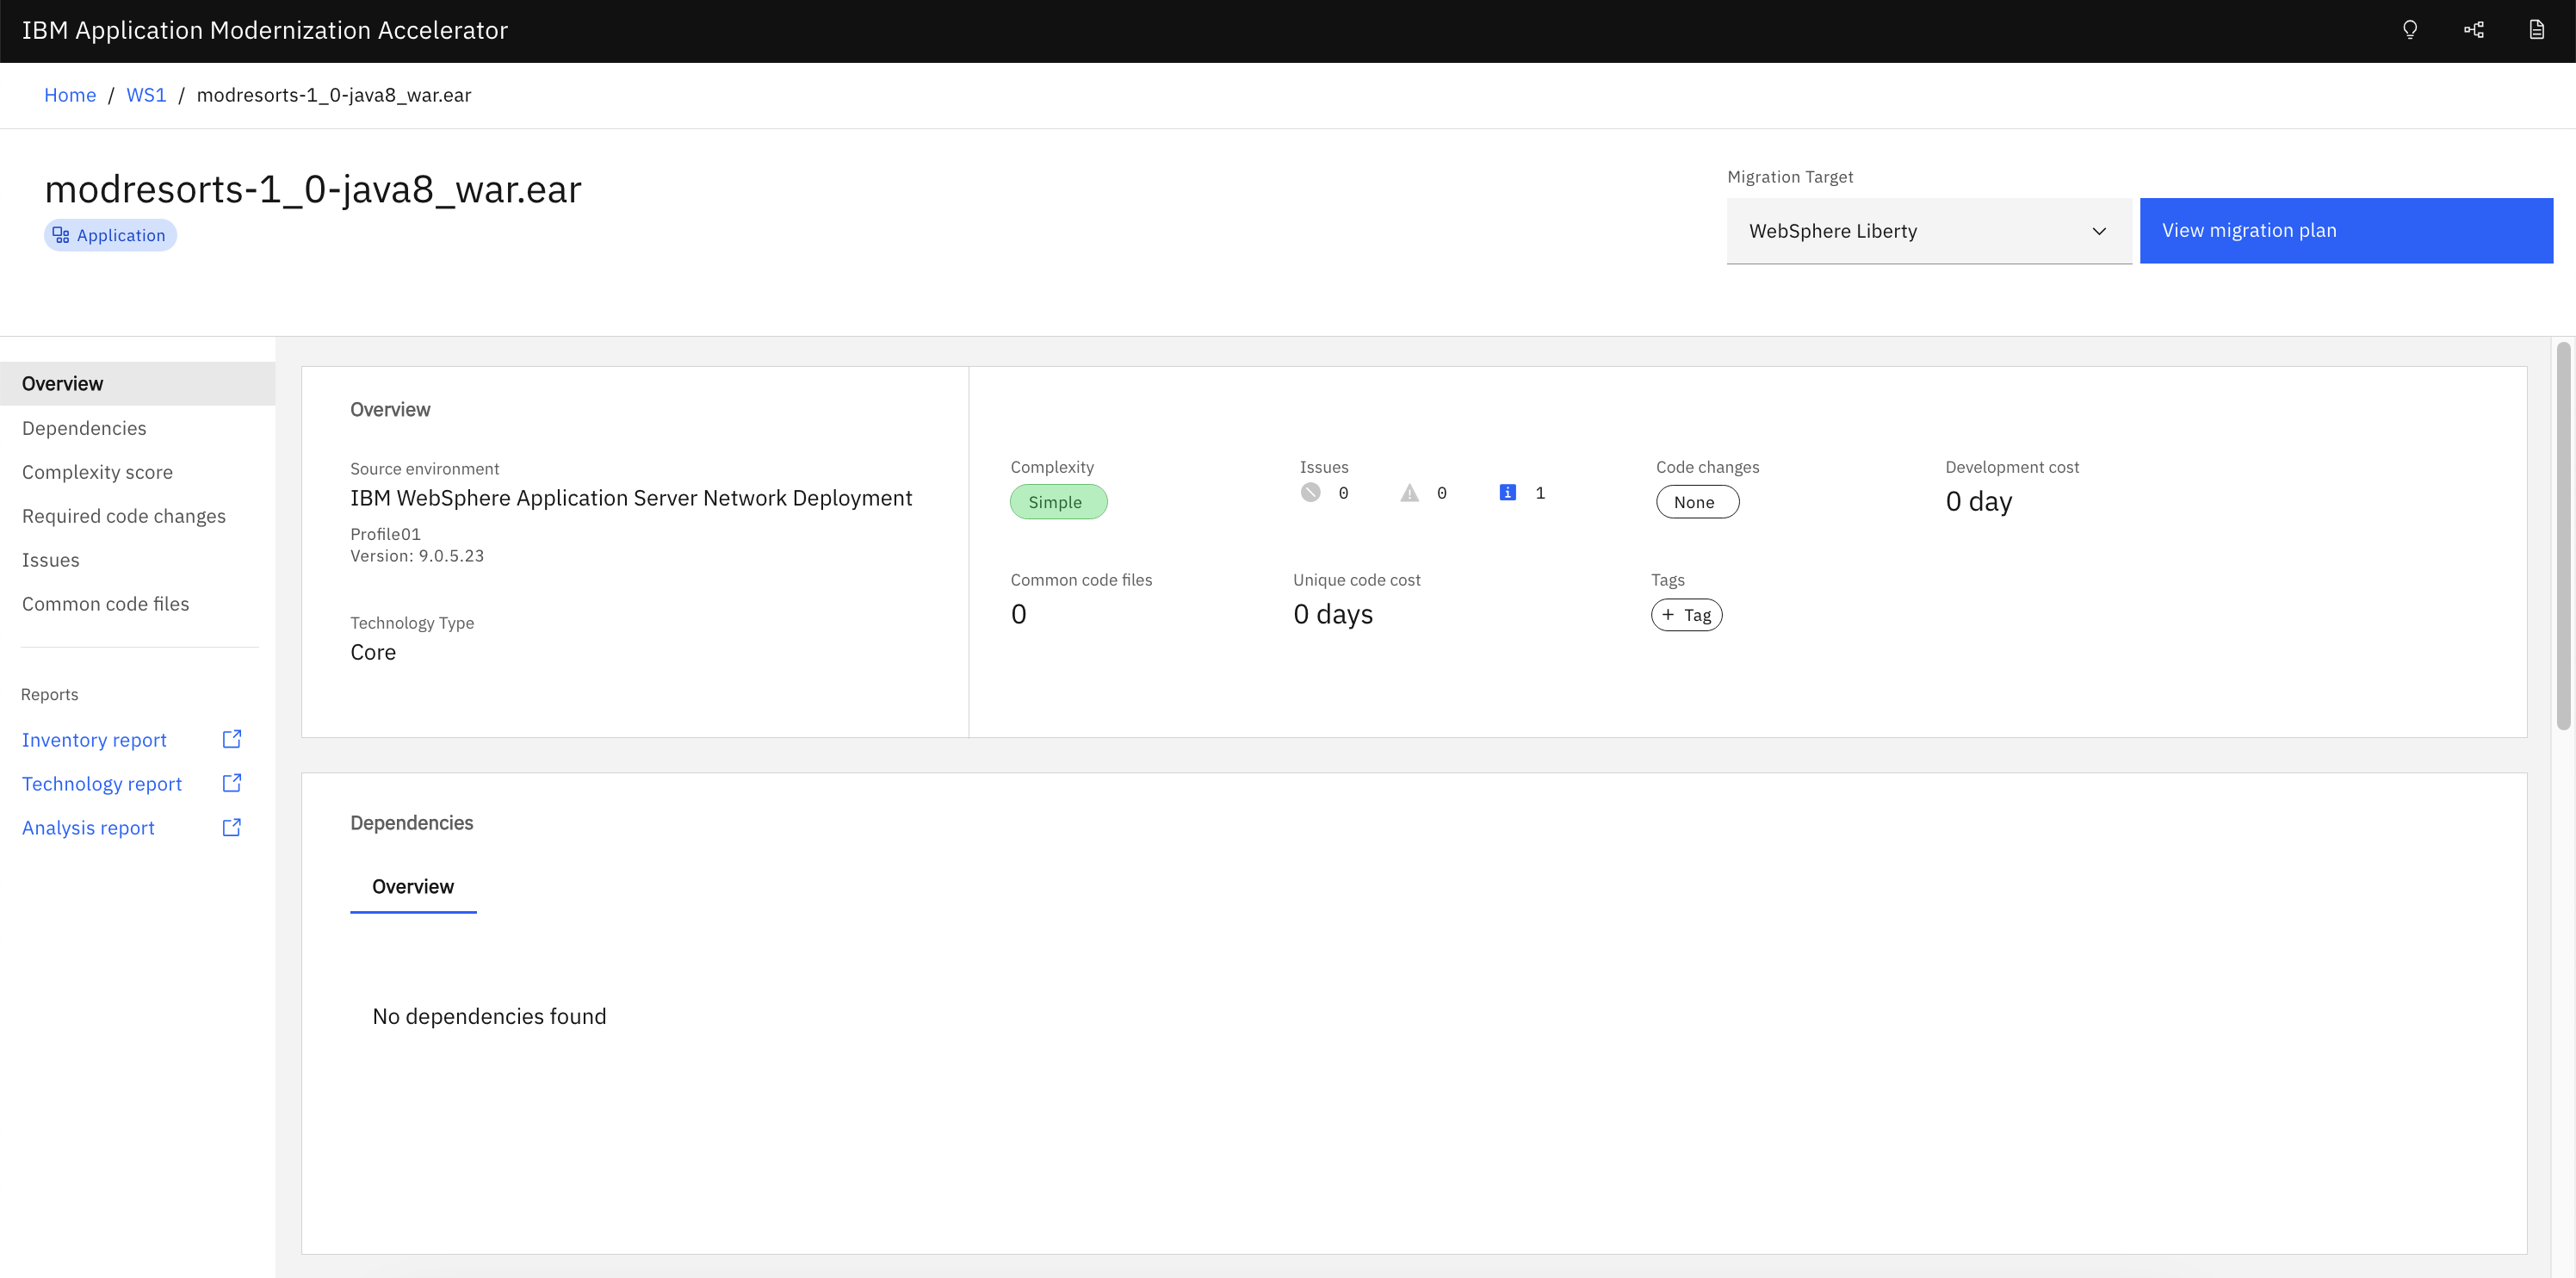 IBM Application Modernization Accelerator
Home / WS1 / modresorts-1_0-java8_war.ear
modresorts-1_0-java8_war.ear
Application
Migration Target
WebSphere Liberty
View migration plan
Overview
Dependencies
Complexity score
Required code changes
Issues
Common code files
Reports
Inventory report
Technology report
Analysis report
Overview
Source environment
IBM WebSphere Application Server Network Deployment
Profile01
Version: 9.0.5.23
Technology Type
Core
Complexity
Simple
Issues
0 0 1
Code changes
None
Development cost
0 day
Common code files
0
Unique code cost
0 days
Tags
+ Tag
Dependencies
Overview
No dependencies found